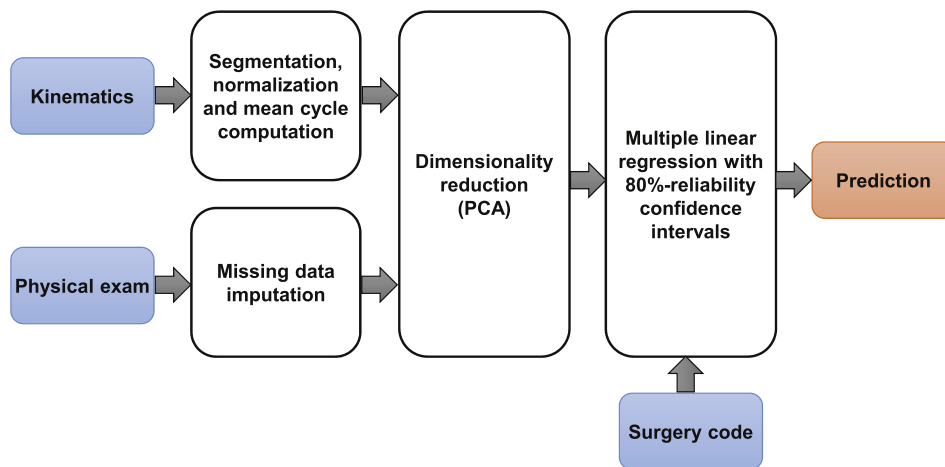 Kinematics
Segmentation,
normalization
and mean cycle
computation
Physical exam
Missing data
imputation
Dimensionality
reduction
(PCA)
Multiple linear
regression with
80%-reliability
confidence
intervals
Surgery code
Prediction